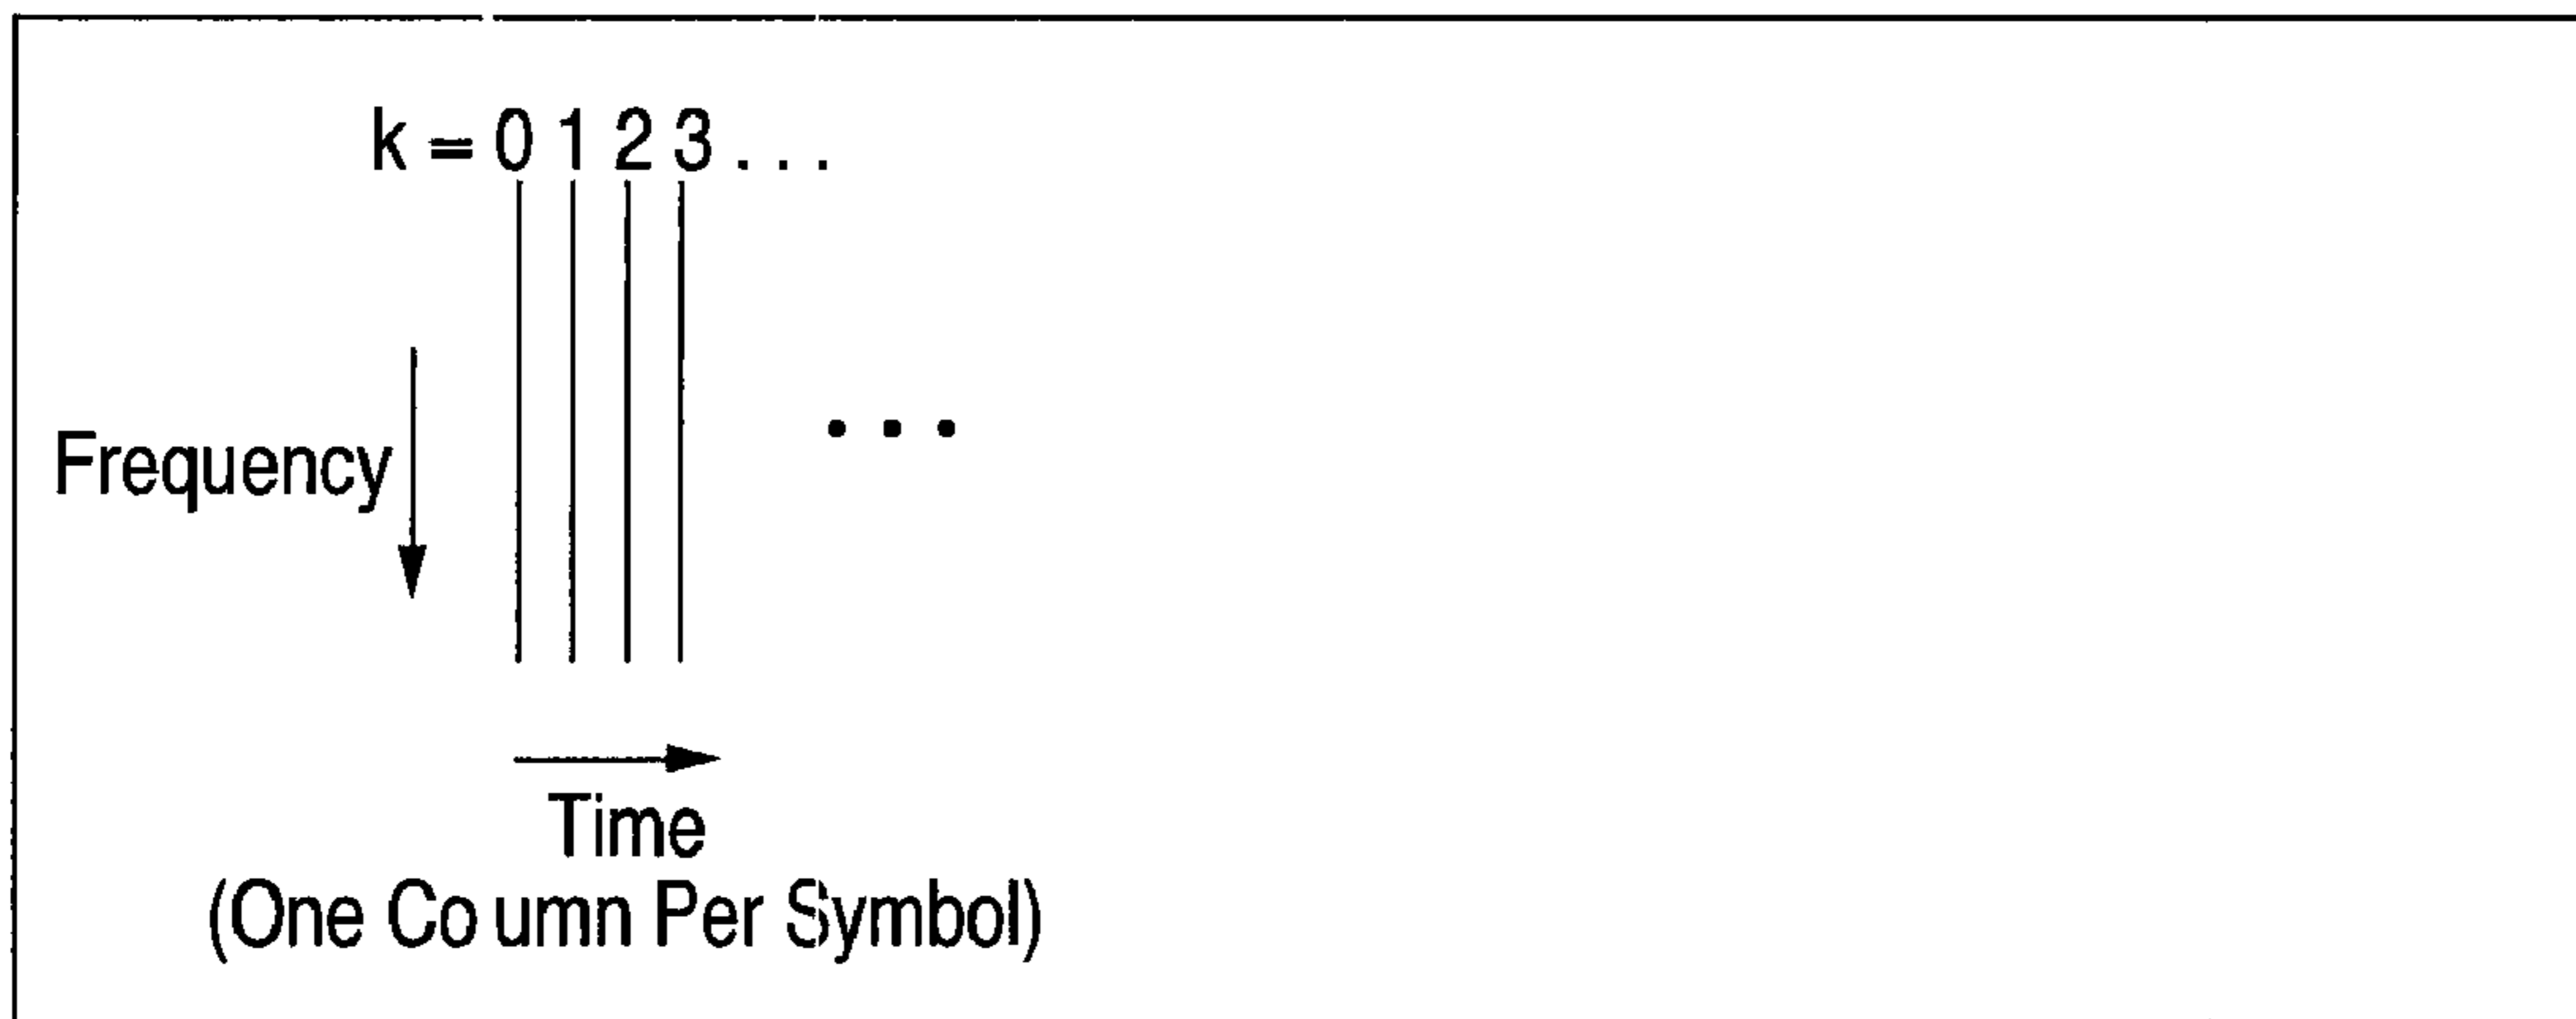 k = 0 1 2 3 . . .
Frequency
Time
(One Co umn Per Symbol)